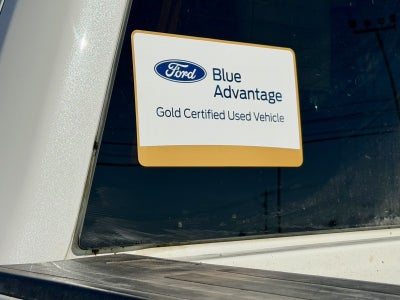 Ford
Blue
Advantage
Gold Certified Used Vehicle